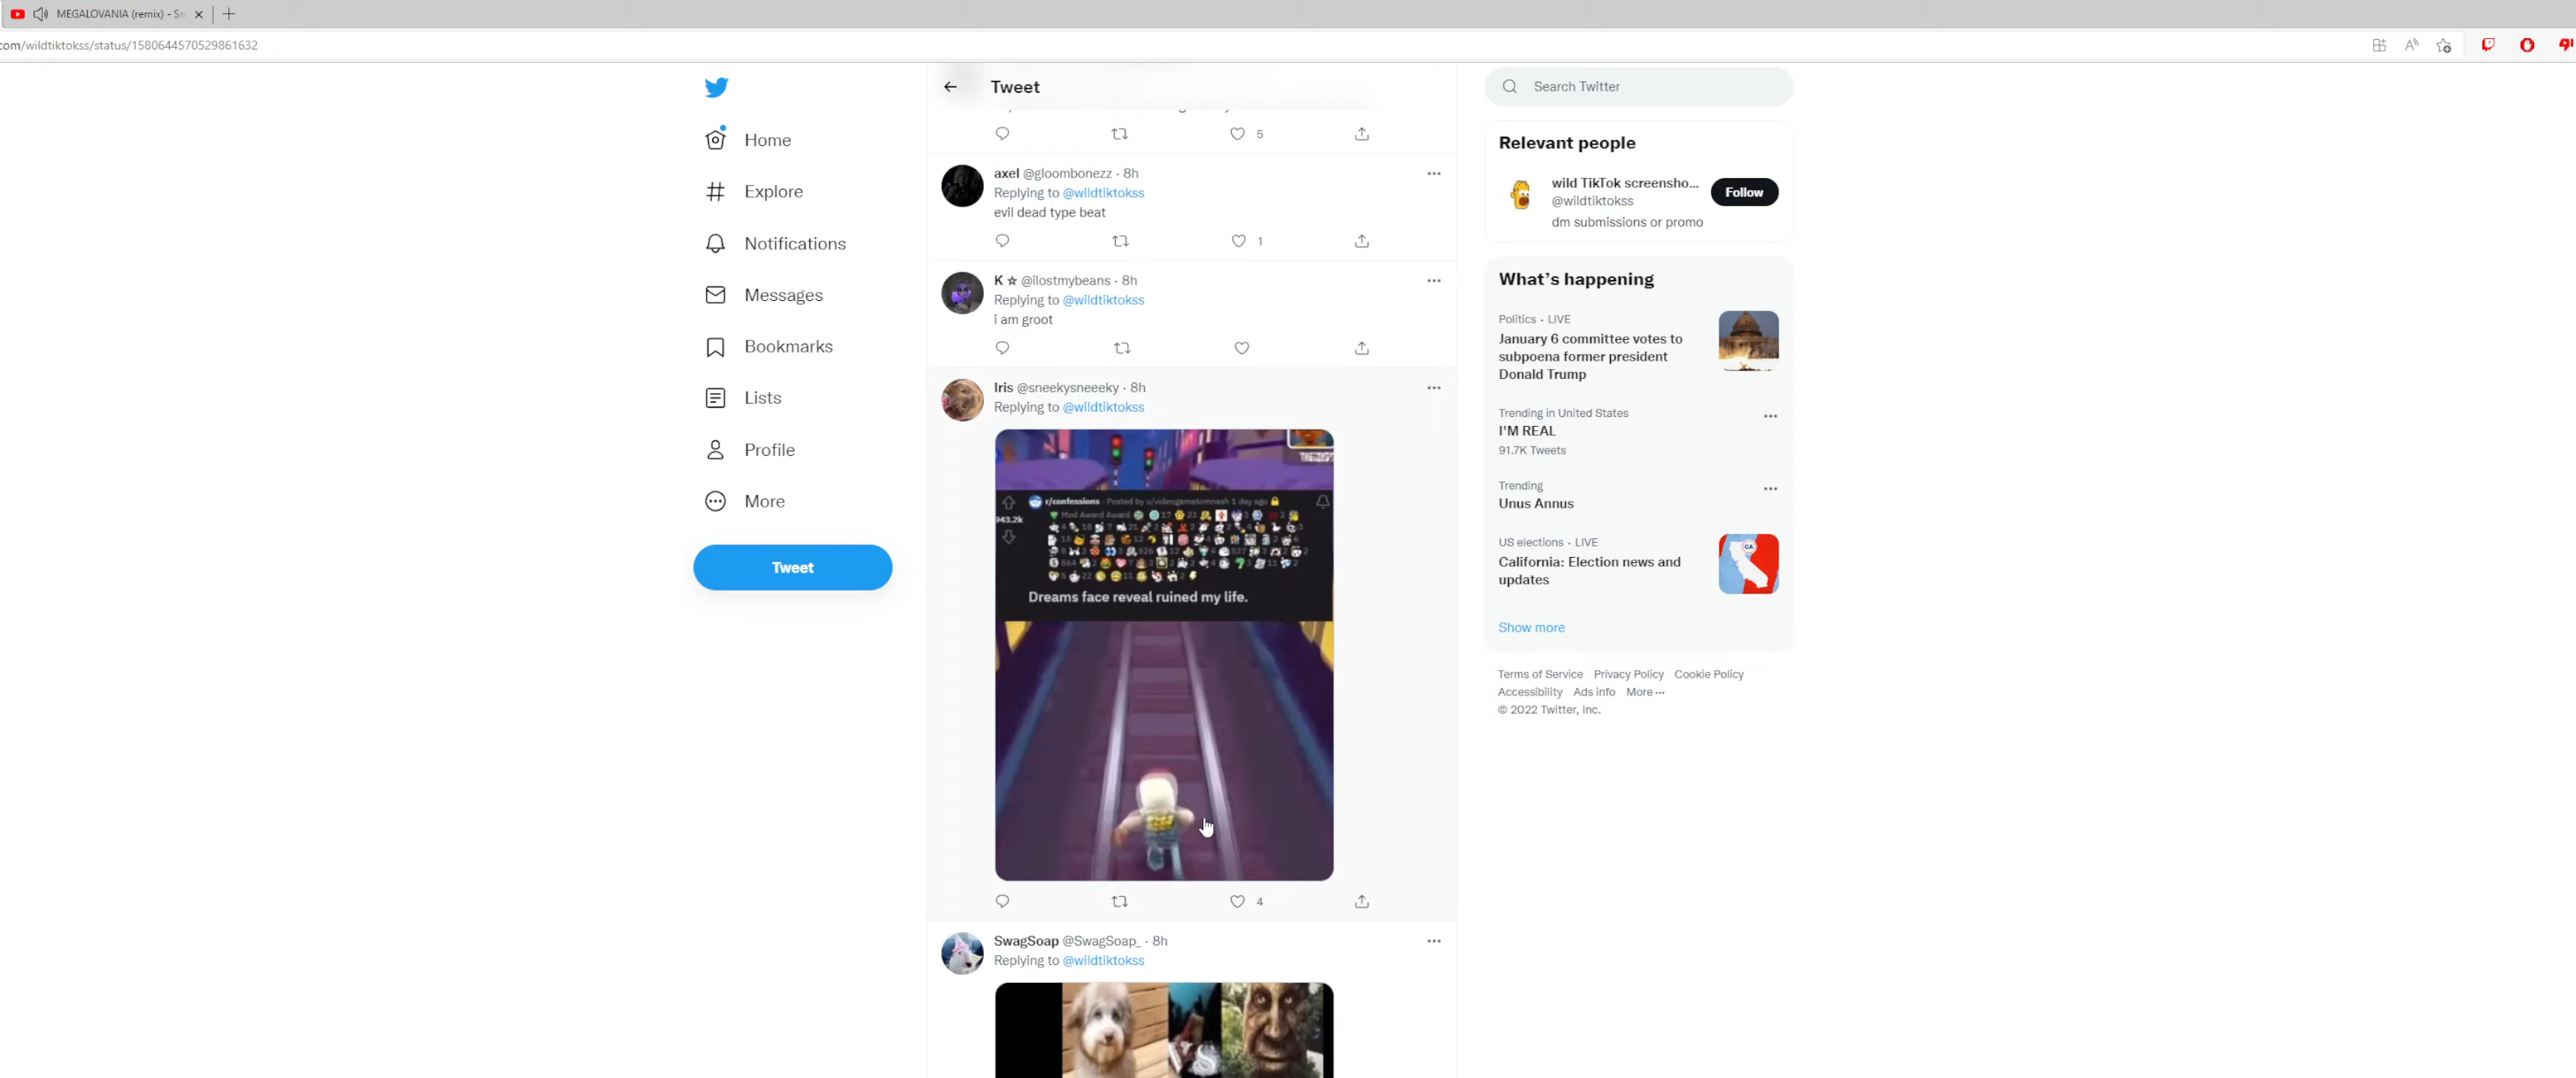 MEGALOVANIA (remix) - Sn
com/wildtiktokss/status/1580644570529861632
Home
Explore
Notifications
Messages
Bookmarks
Lists
Profile
More
Tweet
Tweet
5
axel @gloombonezz · 8h
Replying to @wildtiktokss
evil dead type beat
1
K ☆ @ilostmybeans · 8h
Replying to @wildtiktokss
i am groot
Iris @sneekysneeeky · 8h
Replying to @wildtiktokss
r/confessions · Posted by u/videogametomnash 1 day ago
943.2k
Mod Award Award
Dreams face reveal ruined my life.
4
SwagSoap @SwagSoap_ · 8h
Replying to @wildtiktokss
Search Twitter
Relevant people
wild TikTok screensho...
@wildtiktokss
Follow
dm submissions or promo
What's happening
Politics · LIVE
January 6 committee votes to
subpoena former president
Donald Trump
Trending in United States
I'M REAL
91.7K Tweets
Trending
Unus Annus
US elections · LIVE
California: Election news and
updates
Show more
Terms of Service Privacy Policy Cookie Policy
Accessibility Ads info More ···
© 2022 Twitter, Inc.